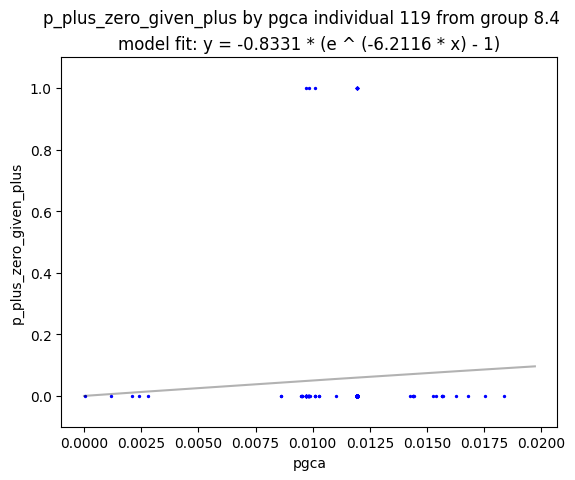 p_plus_zero_given_plus by pgca individual 119 from group 8.4
model fit: y = -0.8331 * (e ^ (-6.2116 * x) - 1)
1.0
0.8
0.6
0.4
0.2
0.0
p_plus_zero_given_plus
0.0000 0.0025 0.0050 0.0075 0.0100 0.0125 0.0150 0.0175 0.0200
pgca